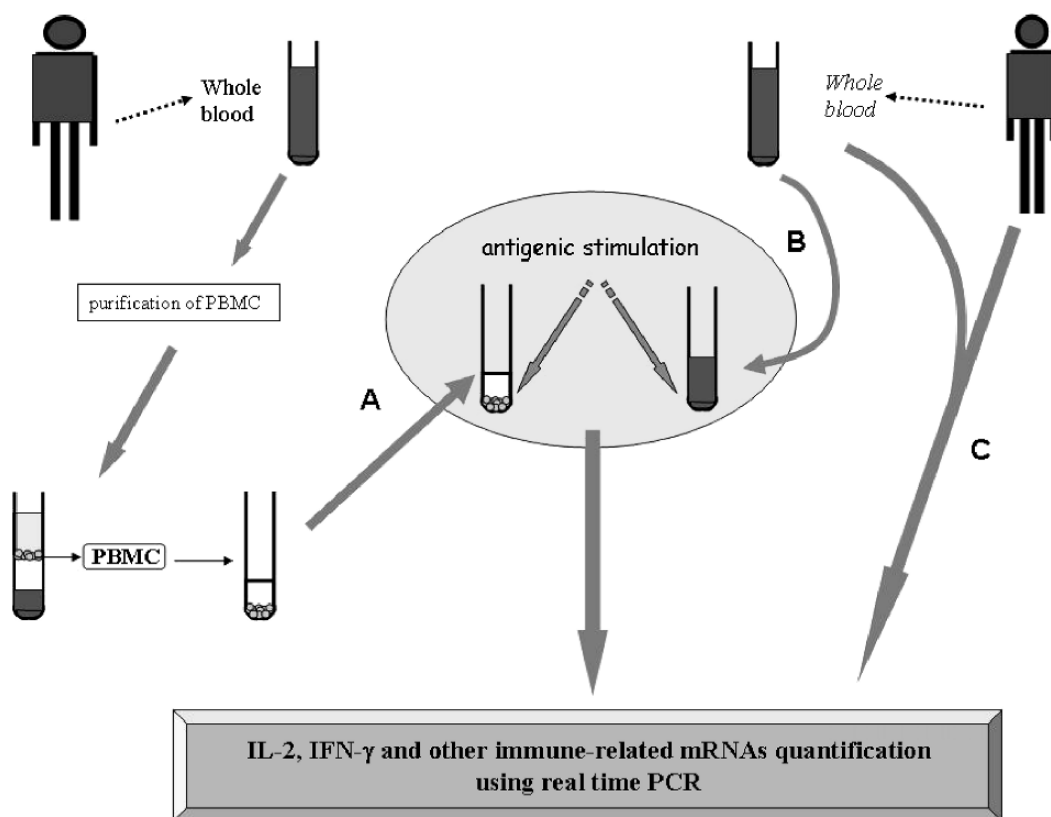 Whole
blood
Whole
blood
antigenic stimulation
B
purification of PBMC
A
C
PBMC
IL-2, IFN-γ and other immune-related mRNAs quantification
using real time PCR